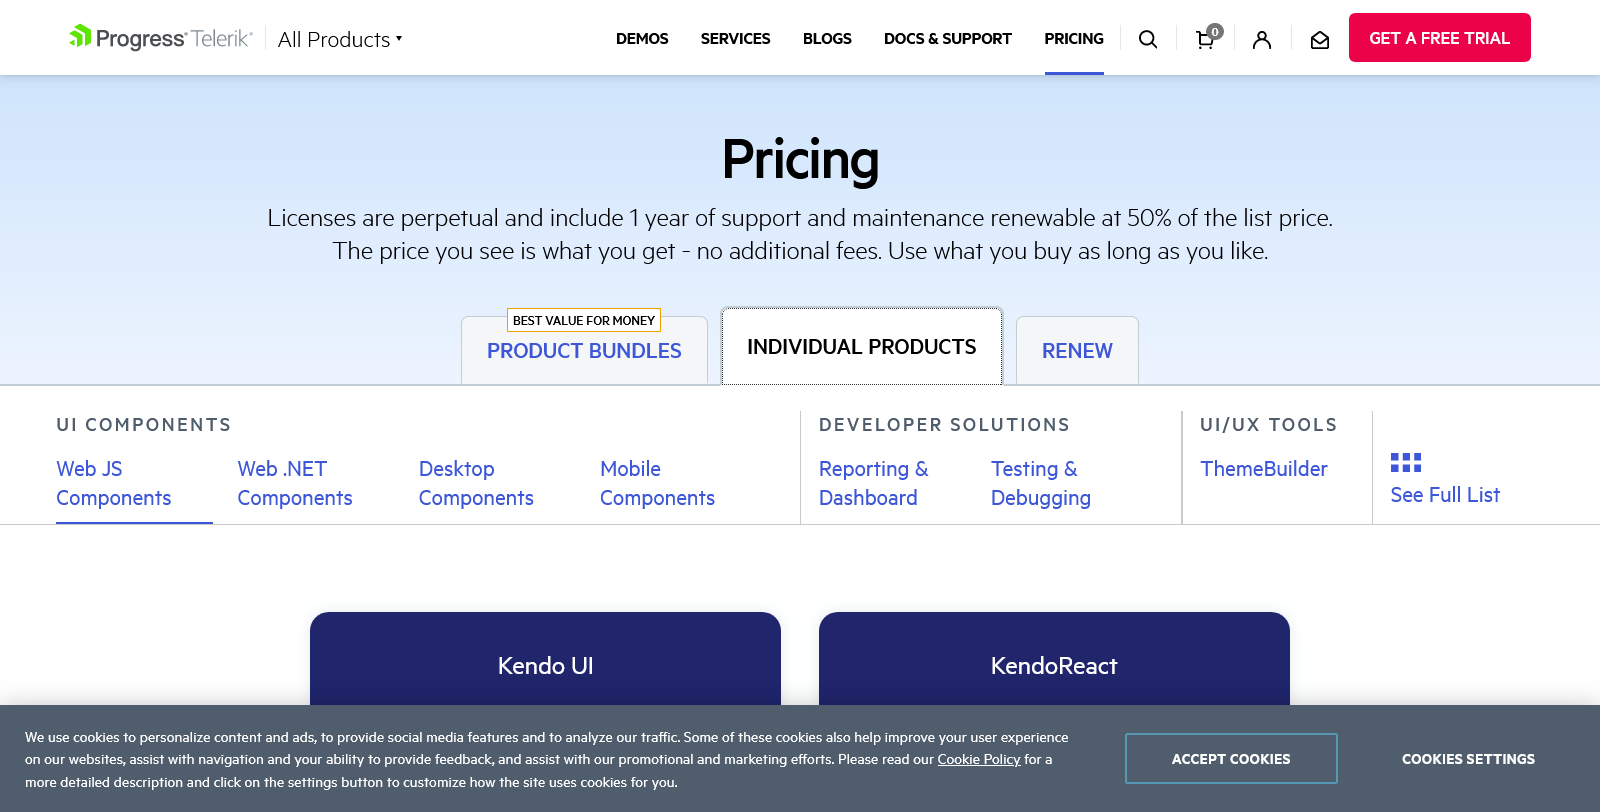 Progress Telerik
All Products
DEMOS
SERVICES
BLOGS
DOCS & SUPPORT
PRICING
0
GET A FREE TRIAL
Pricing
Licenses are perpetual and include 1 year of support and maintenance renewable at 50% of the list price.
The price you see is what you get - no additional fees. Use what you buy as long as you like.
BEST VALUE FOR MONEY
PRODUCT BUNDLES
INDIVIDUAL PRODUCTS
RENEW
UI COMPONENTS
Web JS
Components
Web .NET
Components
Desktop
Components
Mobile
Components
DEVELOPER SOLUTIONS
Reporting &
Dashboard
Testing &
Debugging
UI/UX TOOLS
ThemeBuilder
See Full List
Kendo UI
KendoReact
We use cookies to personalize content and ads, to provide social media features and to analyze our traffic. Some of these cookies also help improve your user experience
on our websites, assist with navigation and your ability to provide feedback, and assist with our promotional and marketing efforts. Please read our Cookie Policy for a
more detailed description and click on the settings button to customize how the site uses cookies for you.
ACCEPT COOKIES
COOKIES SETTINGS